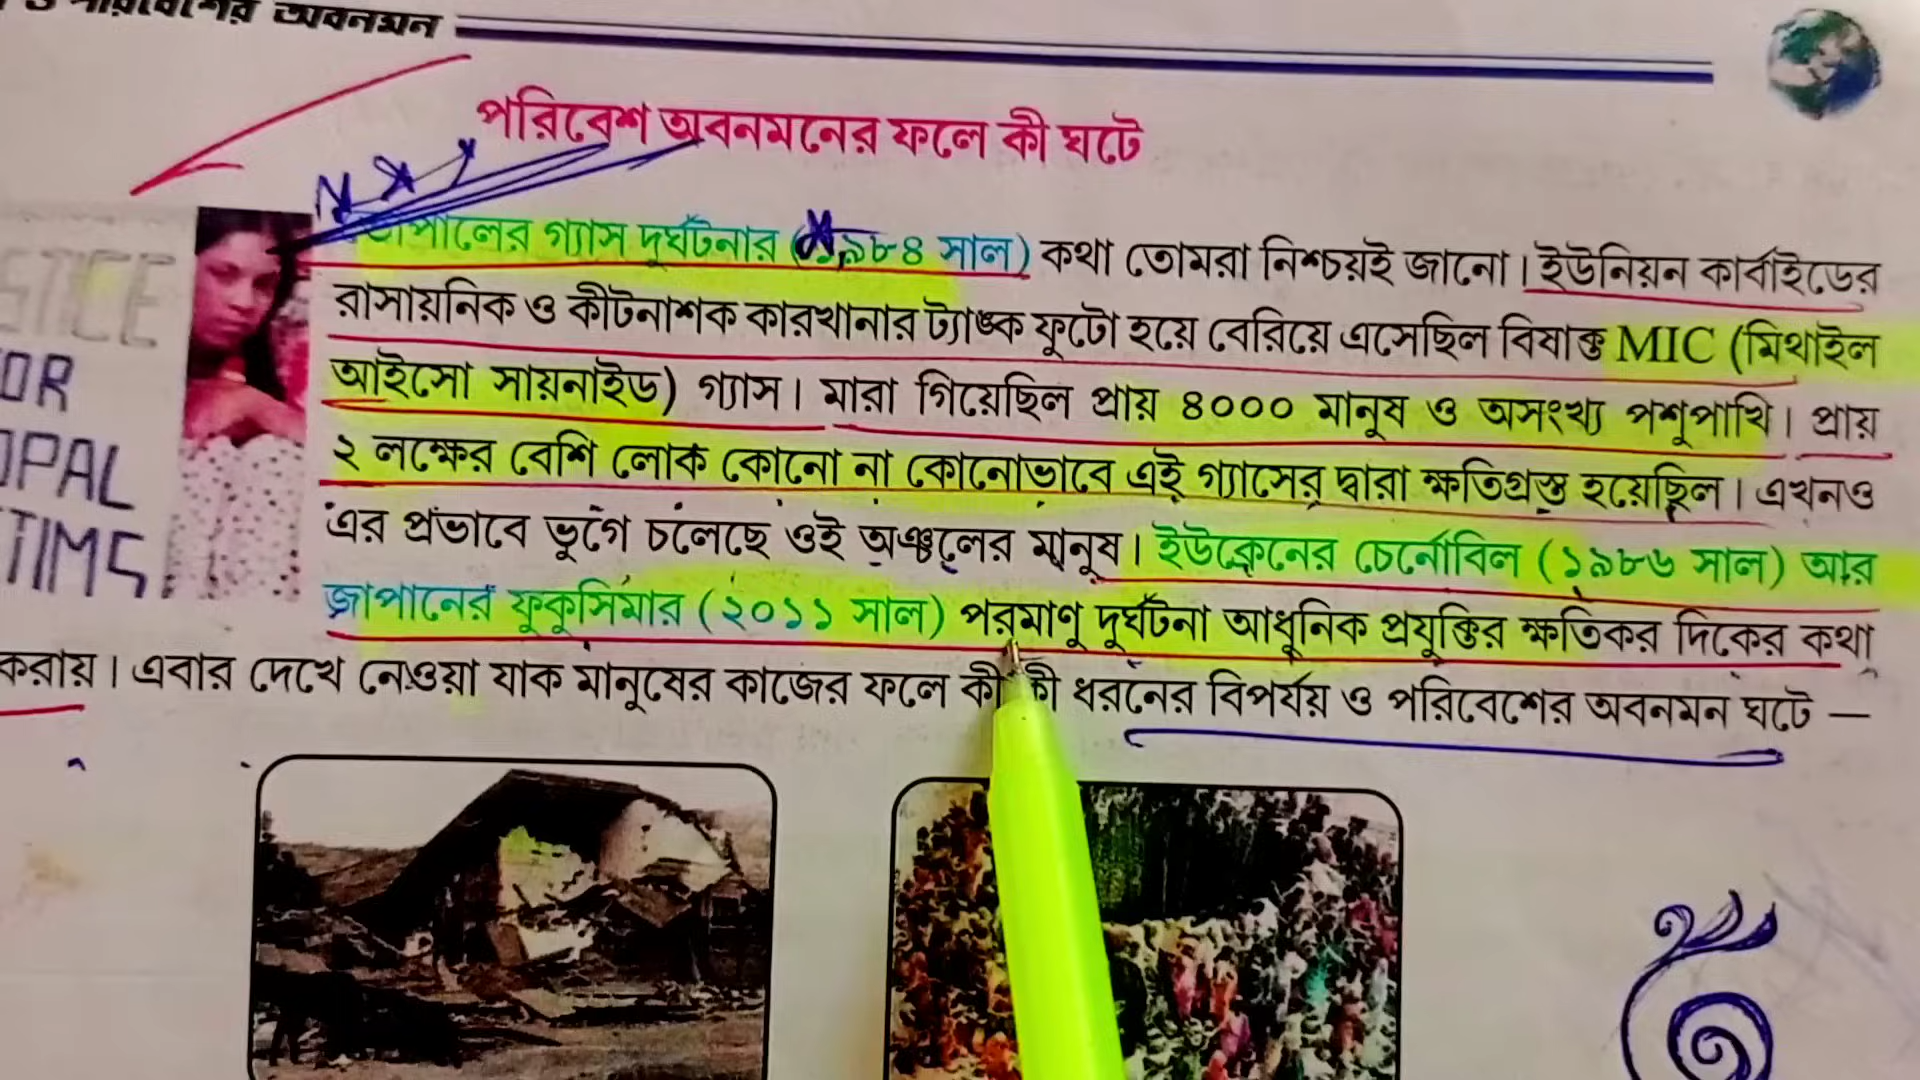 ও পরিবেশের অবনমন
পরিবেশ অবনমনের ফলে কী ঘটে
ভোপালের গ্যাস দুর্ঘটনার (১৯৮৪ সাল) কথা তোমরা নিশ্চয়ই জানো। ইউনিয়ন কার্বাইডের
রাসায়নিক ও কীটনাশক কারখানার ট্যাঙ্ক ফুটো হয়ে বেরিয়ে এসেছিল বিষাক্ত MIC (মিথাইল
আইসো সায়নাইড) গ্যাস। মারা গিয়েছিল প্রায় ৪০০০ মানুষ ও অসংখ্য পশুপাখি। প্রায়
২ লক্ষের বেশি লোক কোনো না কোনোভাবে এই গ্যাসের দ্বারা ক্ষতিগ্রস্ত হয়েছিল। এখনও
এর প্রভাবে ভুগে চলেছে ওই অঞ্চলের মানুষ। ইউক্রেনের চের্নোবিল (১৯৮৬ সাল) আর
জাপানের ফুকুসিমার (২০১১ সাল) পরমাণু দুর্ঘটনা আধুনিক প্রযুক্তির ক্ষতিকর দিকের কথা
করায়। এবার দেখে নেওয়া যাক মানুষের কাজের ফলে কী কী ধরনের বিপর্যয় ও পরিবেশের অবনমন ঘটে —
STICE
OR
OPAL
TIMS